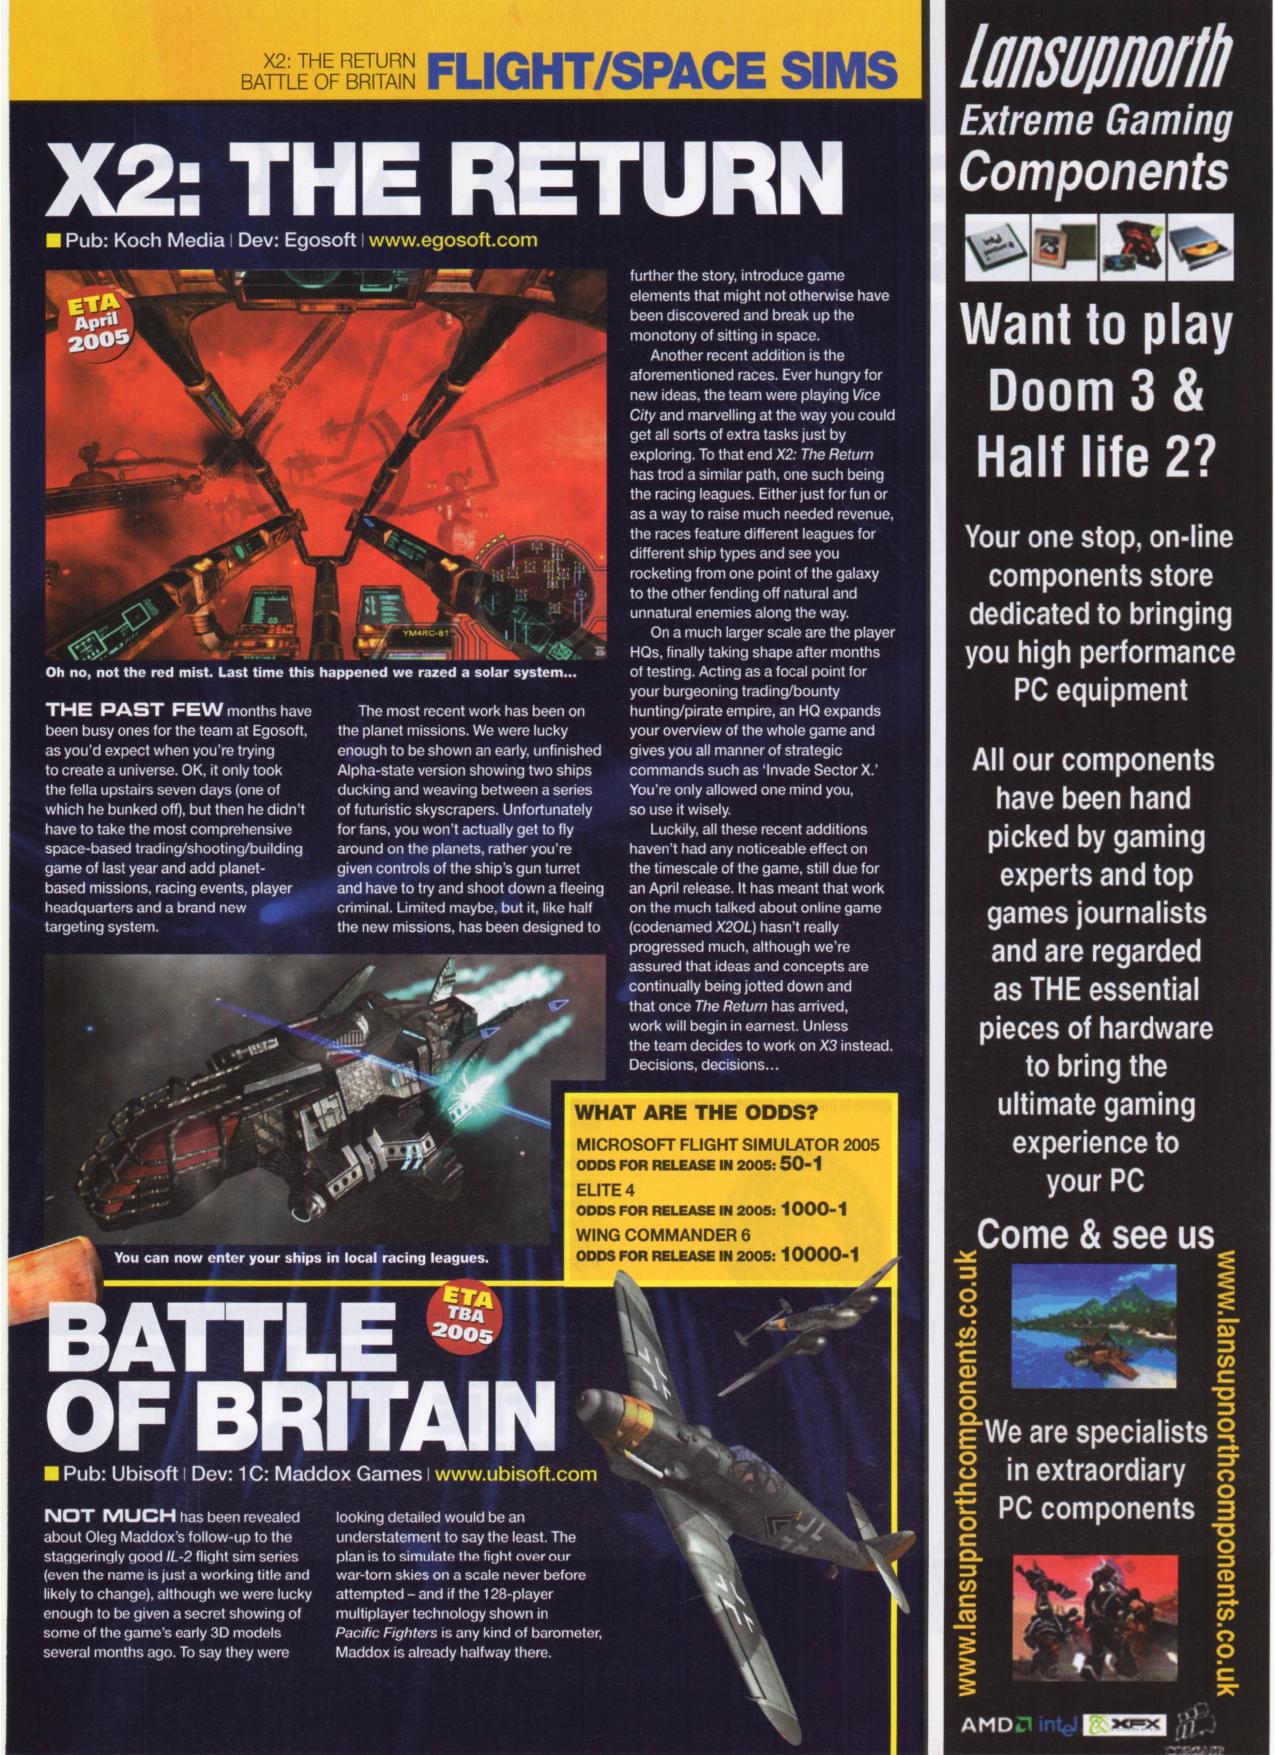 X2: THE RETURN
BATTLE OF BRITAIN
FLIGHT/SPACE SIMS
X2: THE RETURN
Pub: Koch Media | Dev: Egosoft | www.egosoft.com
ETA
April
2005
YM4RC-81
Oh no, not the red mist. Last time this happened we razed a solar system...
THE PAST FEW months have
been busy ones for the team at Egosoft,
as you'd expect when you're trying
to create a universe. OK, it only took
the fella upstairs seven days (one of
which he bunked off), but then he didn't
have to take the most comprehensive
space-based trading/shooting/building
game of last year and add planet-
based missions, racing events, player
headquarters and a brand new
targeting system.
The most recent work has been on
the planet missions. We were lucky
enough to be shown an early, unfinished
Alpha-state version showing two ships
ducking and weaving between a series
of futuristic skyscrapers. Unfortunately
for fans, you won't actually get to fly
around on the planets, rather you're
given controls of the ship's gun turret
and have to try and shoot down a fleeing
criminal. Limited maybe, but it, like half
the new missions, has been designed to
further the story, introduce game
elements that might not otherwise have
been discovered and break up the
monotony of sitting in space.
Another recent addition is the
aforementioned races. Ever hungry for
new ideas, the team were playing Vice
City and marvelling at the way you could
get all sorts of extra tasks just by
exploring. To that end X2: The Return
has trod a similar path, one such being
the racing leagues. Either just for fun or
as a way to raise much needed revenue,
the races feature different leagues for
different ship types and see you
rocketing from one point of the galaxy
to the other fending off natural and
unnatural enemies along the way.
On a much larger scale are the player
HQs, finally taking shape after months
of testing. Acting as a focal point for
your burgeoning trading/bounty
hunting/pirate empire, an HQ expands
your overview of the whole game and
gives you all manner of strategic
commands such as 'Invade Sector X.'
You're only allowed one mind you,
so use it wisely.
Luckily, all these recent additions
haven't had any noticeable effect on
the timescale of the game, still due for
an April release. It has meant that work
on the much talked about online game
(codenamed X2OL) hasn't really
progressed much, although we're
assured that ideas and concepts are
continually being jotted down and
that once The Return has arrived,
work will begin in earnest. Unless
the team decides to work on X3 instead.
Decisions, decisions...
You can now enter your ships in local racing leagues.
WHAT ARE THE ODDS?
MICROSOFT FLIGHT SIMULATOR 2005
ODDS FOR RELEASE IN 2005: 50-1
ELITE 4
ODDS FOR RELEASE IN 2005: 1000-1
WING COMMANDER 6
ODDS FOR RELEASE IN 2005: 10000-1
BATTLE
OF BRITAIN
ETA
TBA
2005
Pub: Ubisoft | Dev: 1C: Maddox Games | www.ubisoft.com
NOT MUCH has been revealed
about Oleg Maddox's follow-up to the
staggeringly good IL-2 flight sim series
(even the name is just a working title and
likely to change), although we were lucky
enough to be given a secret showing of
some of the game's early 3D models
several months ago. To say they were
looking detailed would be an
understatement to say the least. The
plan is to simulate the fight over our
war-torn skies on a scale never before
attempted – and if the 128-player
multiplayer technology shown in
Pacific Fighters is any kind of barometer,
Maddox is already halfway there.
Lansupnorth
Extreme Gaming
Components
Want to play
Doom 3 &
Half life 2?
Your one stop, on-line
components store
dedicated to bringing
you high performance
PC equipment
All our components
have been hand
picked by gaming
experts and top
games journalists
and are regarded
as THE essential
pieces of hardware
to bring the
ultimate gaming
experience to
your PC
Come & see us
www.lansupnorthcomponents.co.uk
www.lansupnorthcomponents.co.uk
We are specialists
in extraordiary
PC components
AMD intel XFX